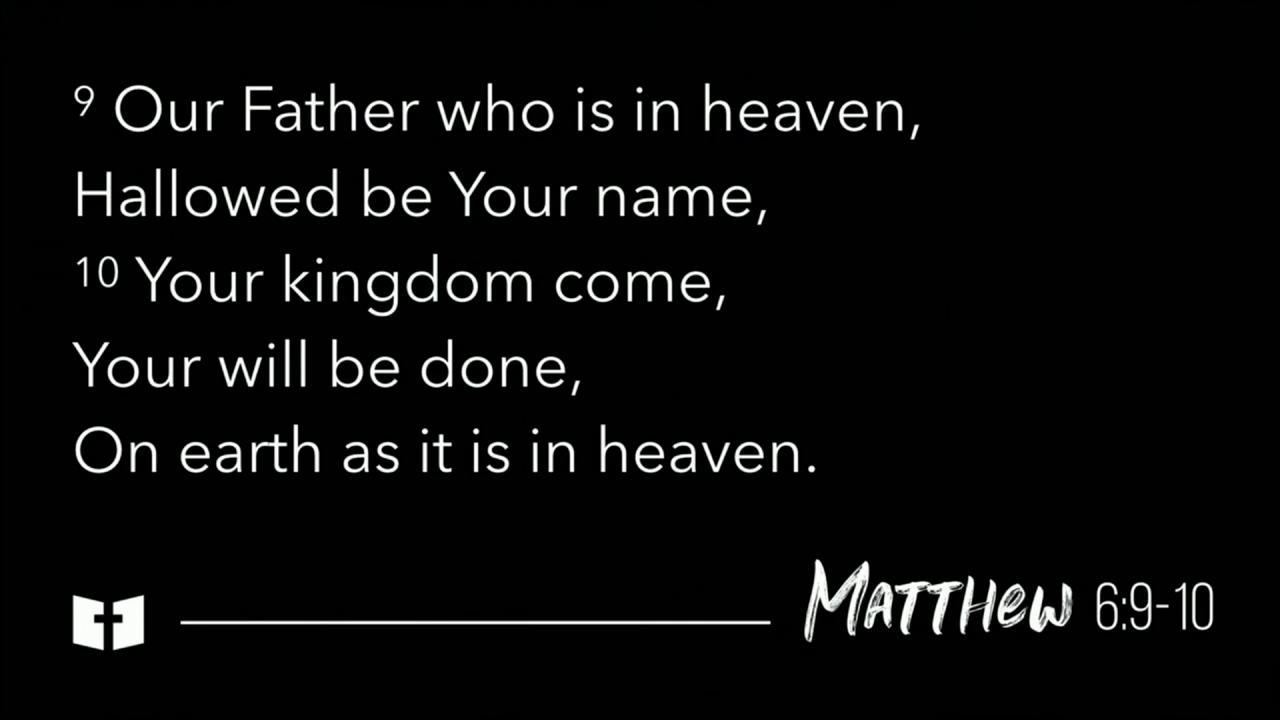 9 Our Father who is in heaven,
Hallowed be Your name,
10 Your kingdom come,
Your will be done,
On earth as it is in heaven.
MATTHEW 6:9-10